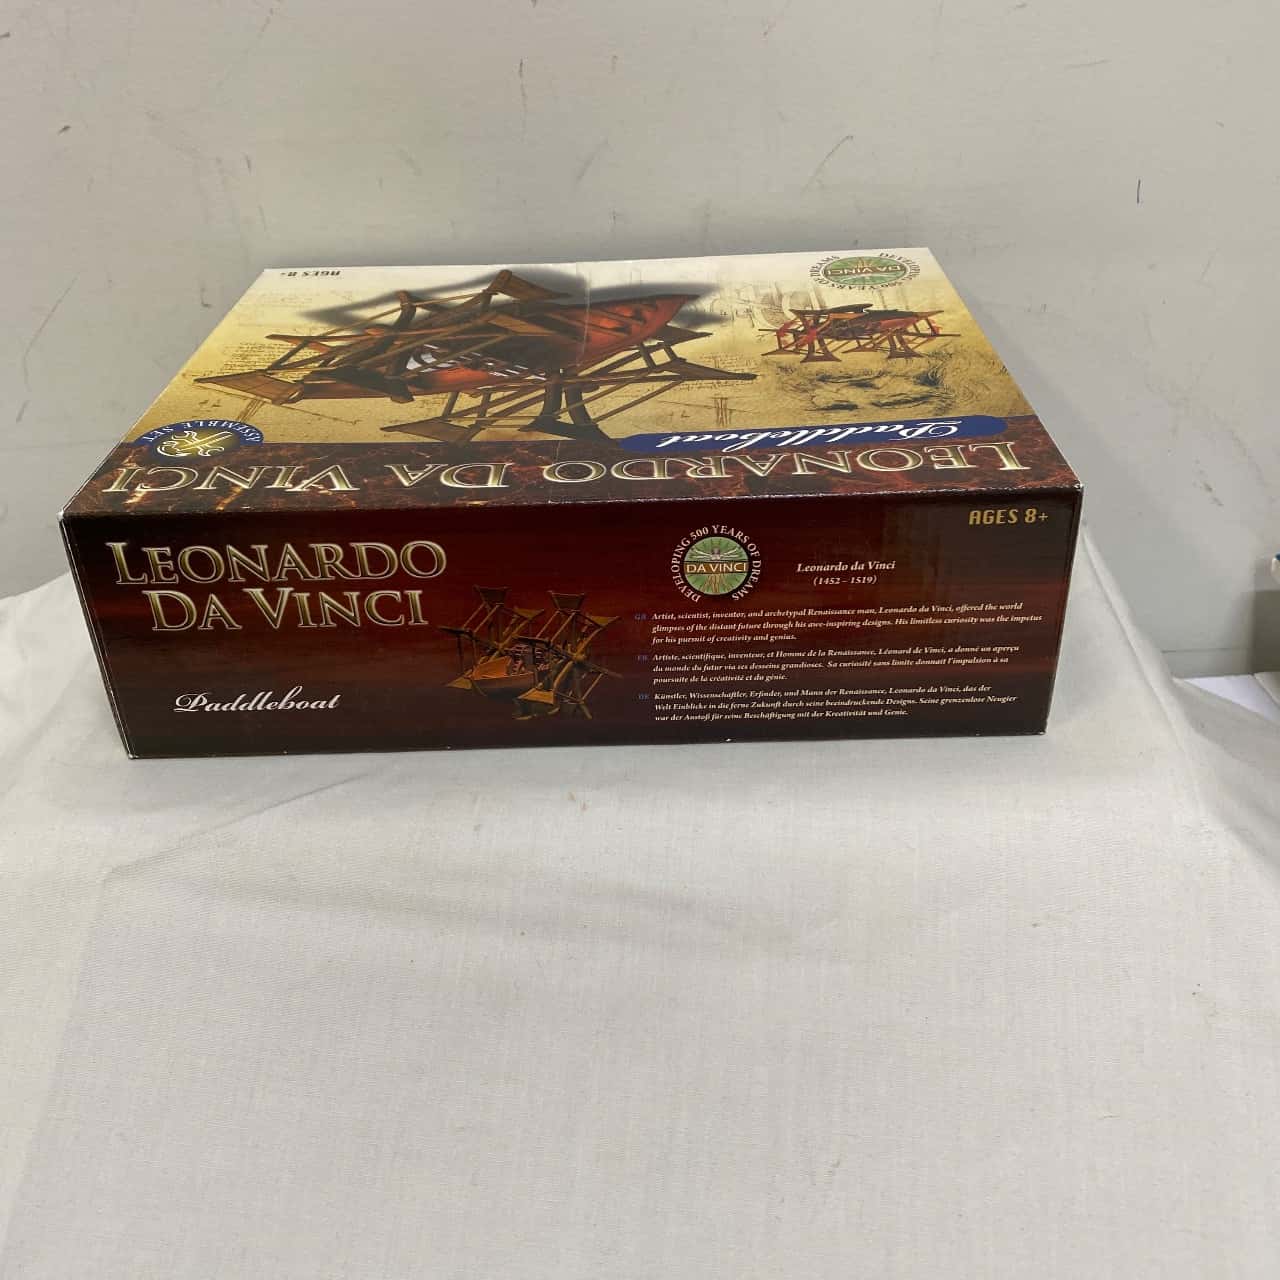 AGES 8+
DEVELOPING 500 YEARS OF DREAMS
DA VINCI
Paddleboat
LEONARDO DA VINCI
ASSEMBLE SET
LEONARDO
DA VINCI
Paddleboat
DEVELOPING 500 YEARS OF DREAMS
DA VINCI
AGES 8+
Leonardo da Vinci
(1452 – 1519)
GB Artist, scientist, inventor, and archetypal Renaissance man, Leonardo da Vinci, offered the world
glimpses of the distant future through his awe-inspiring designs. His limitless curiosity was the impetus
for his pursuit of creativity and genius.
FR Artiste, scientifique, inventeur, et Homme de la Renaissance, Léonard de Vinci, a donné un aperçu
du monde du futur via ses desseins grandioses. Sa curiosité sans limite donnait l'impulsion à sa
poursuite de la créativité et du génie.
DE Künstler, Wissenschaftler, Erfinder, und Mann der Renaissance, Leonardo da Vinci, das der
Welt Einblicke in die ferne Zukunft durch seine beeindruckende Designs. Seine grenzenlose Neugier
war der Anstoß für seine Beschäftigung mit der Kreativität und Genie.